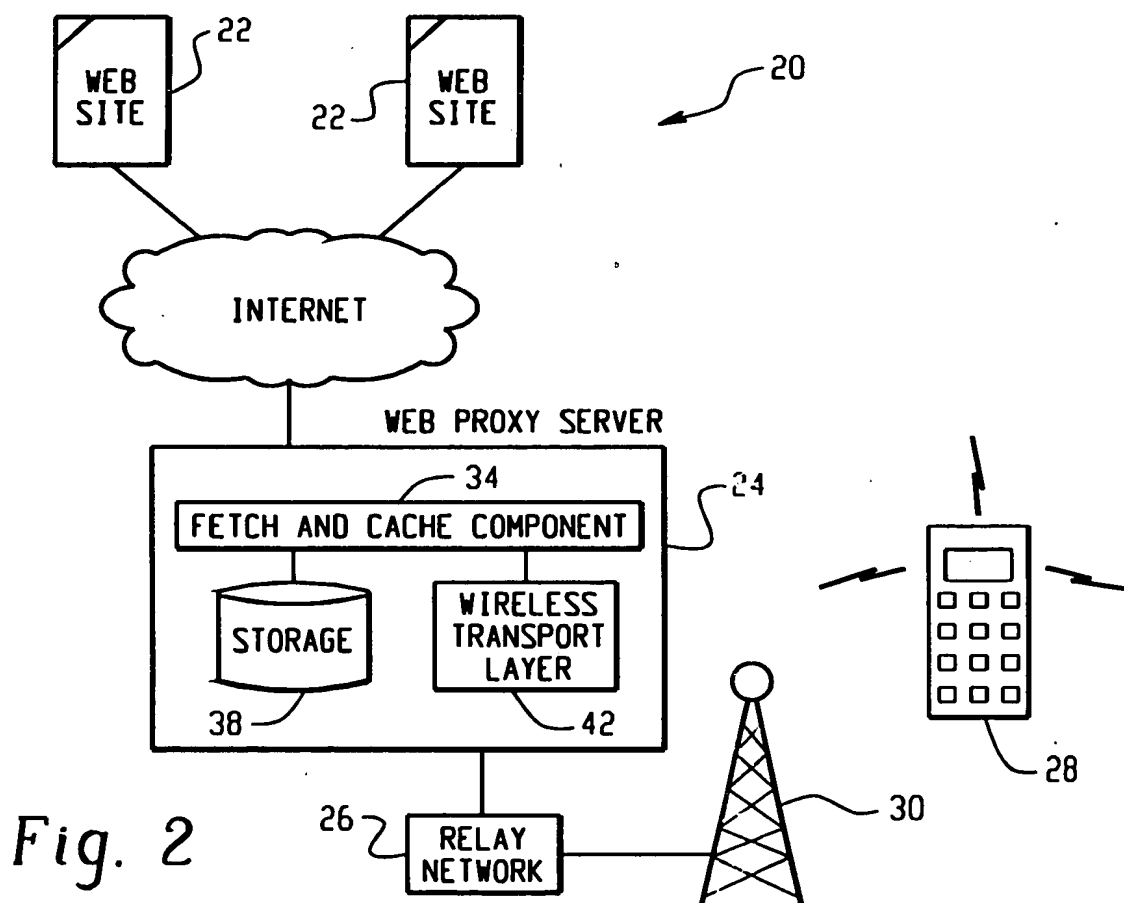 WEB
SITE
22
WEB
SITE
22
20
INTERNET
WEB PROXY SERVER
34
24
FETCH AND CACHE COMPONENT
STORAGE
WIRELESS
TRANSPORT
LAYER
38
42
28
30
26
RELAY
NETWORK
Fig. 2